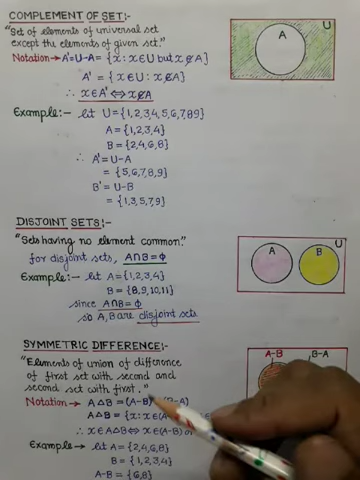 COMPLEMENT OF SET:-
"Set of elements of universal set
except the elements of given set."
Notation→ A'=U-A= {x: x∈U but x∉A}
A' = {x∈U: x∉A}
∴ x∈A' ⇔ x∉A
Example:- let U={1,2,3,4,5,6,7,8,9}
A={1,2,3,4}
B={2,4,6,8}
∴ A'=U-A
= {5,6,7,8,9}
B'=U-B
= {1,3,5,7,9}
A
U
DISJOINT SETS:-
"Sets having no element common."
for disjoint sets, A∩B=Φ
Example:- let A={1,2,3,4}
B={8,9,10,11}
since A∩B=Φ
so A,B are disjoint sets
A
B
U
SYMMETRIC DIFFERENCE:-
"Elements of union of difference
of first set with second and
second set with first."
Notation→ A△B=(A-B) (B-A)
A△B= {x: x∈(A-
∴ x∈A△B⇔ x∈(A-B) or
Example→ let A={2,4,6,8}
B={1,2,3,4}
A-B= {6,8}
A-B
B-A